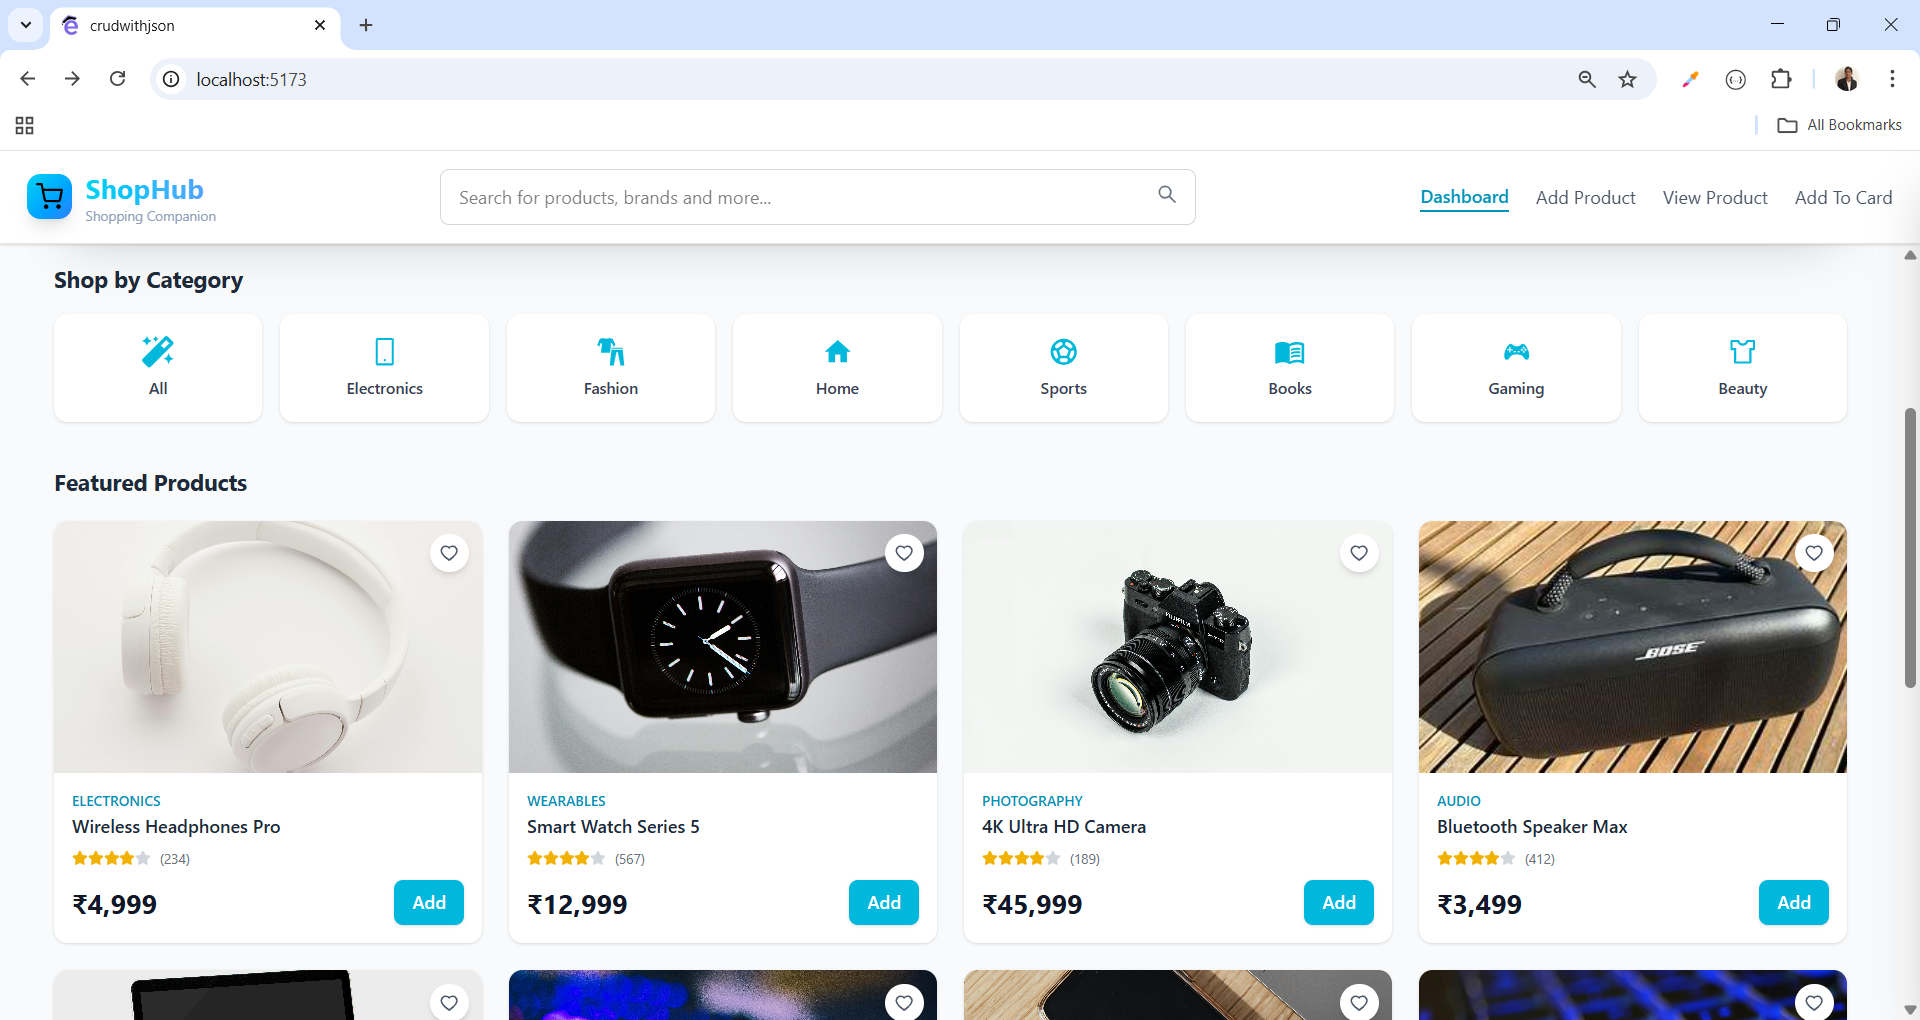 crudwithjson
localhost:5173
All Bookmarks
ShopHub
Shopping Companion
Search for products, brands and more...
Dashboard
Add Product
View Product
Add To Card
Shop by Category
All
Electronics
Fashion
Home
Sports
Books
Gaming
Beauty
Featured Products
FUJIFILM
BOSE
ELECTRONICS
Wireless Headphones Pro
(234)
₹4,999
Add
WEARABLES
Smart Watch Series 5
(567)
₹12,999
Add
PHOTOGRAPHY
4K Ultra HD Camera
(189)
₹45,999
Add
AUDIO
Bluetooth Speaker Max
(412)
₹3,499
Add